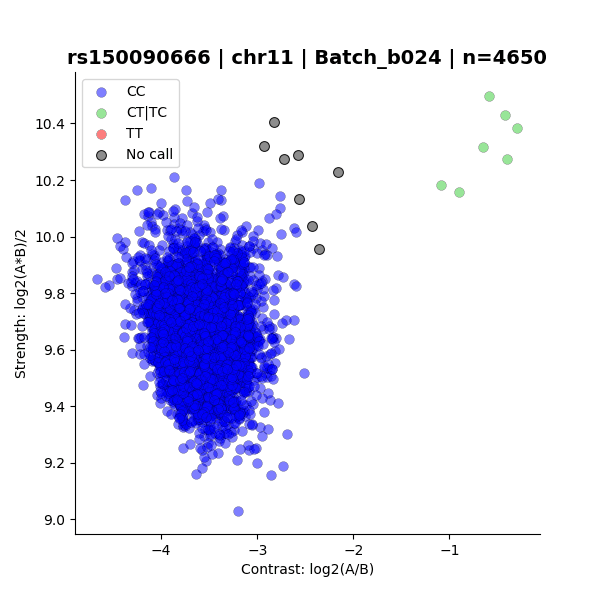 rs150090666 | chr11 | Batch_b024 | n=4650
CC
CT|TC
TT
No call
10.4
10.2
10.0
9.8
9.6
9.4
9.2
9.0
Strength: log2(A*B)/2
−4
−3
−2
−1
Contrast: log2(A/B)